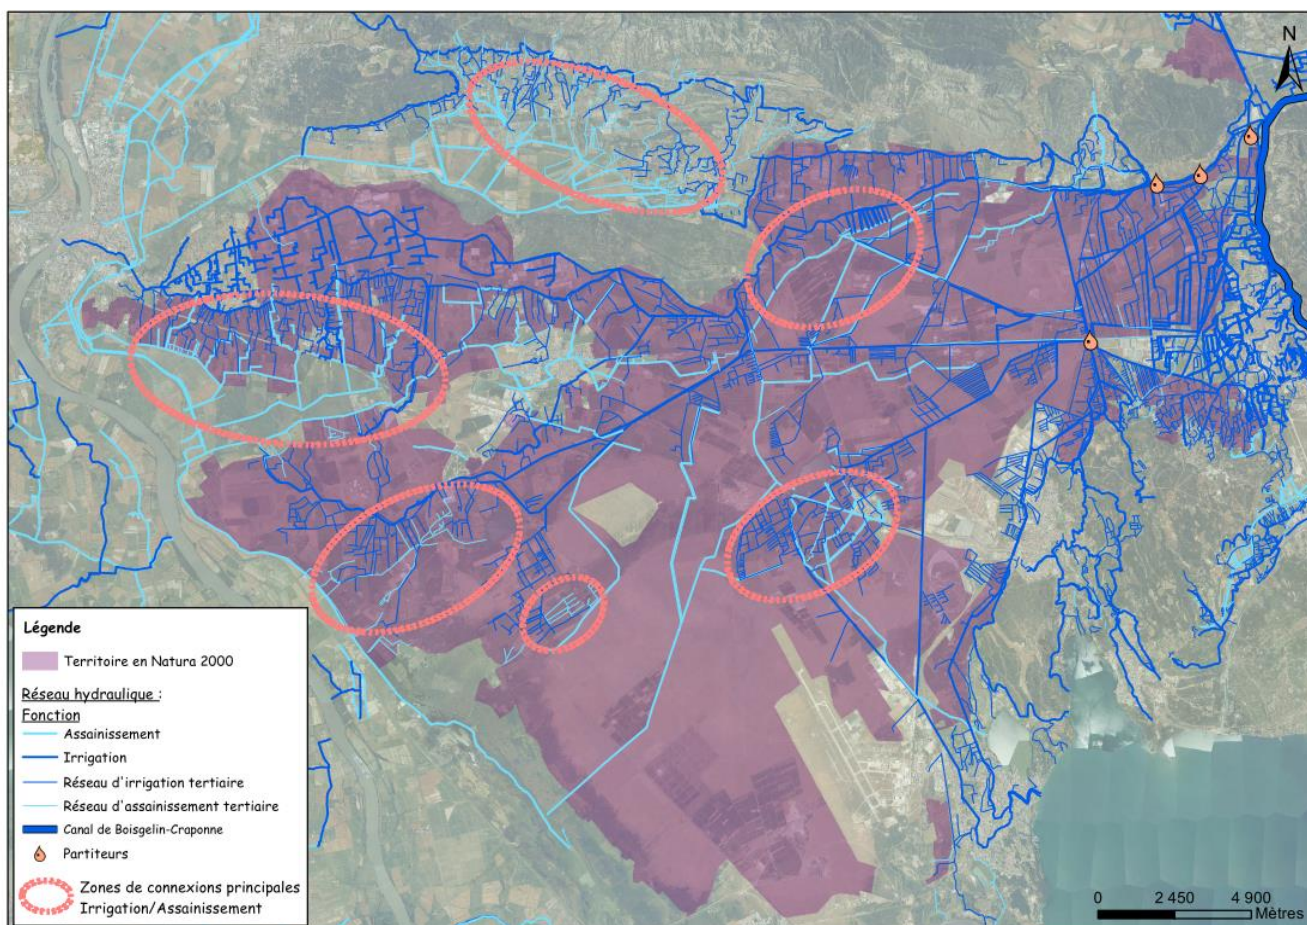 N
Légende
Territoire en Natura 2000
Réseau hydraulique :
Fonction
Assainissement
Irrigation
Réseau d'irrigation tertiaire
Réseau d'assainissement tertiaire
Canal de Boisgelin-Craponne
Partiteurs
Zones de connexions principales
Irrigation/Assainissement
0 2 450 4 900
Mètres